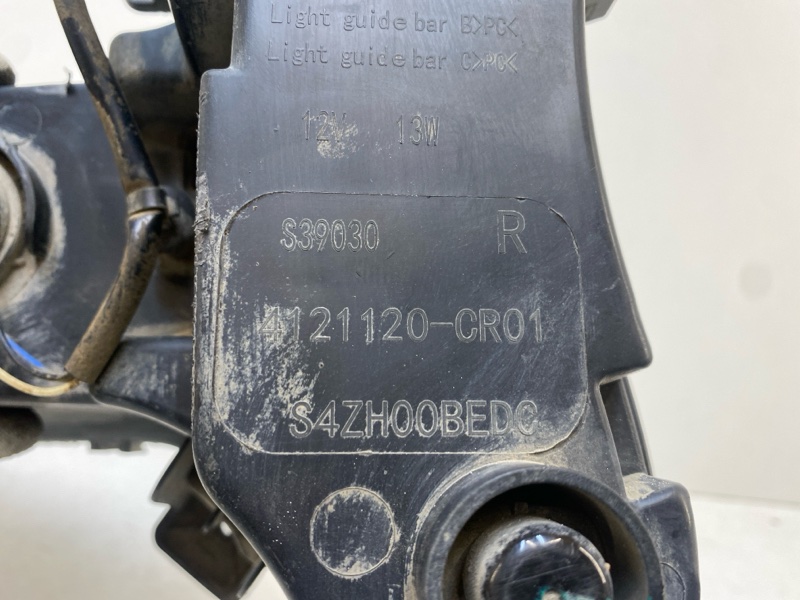 Light guide bar B>PC<
Light guide bar C>PC<
12V 13W
S39030 R
4121120-CR01
S4ZH00BEDC